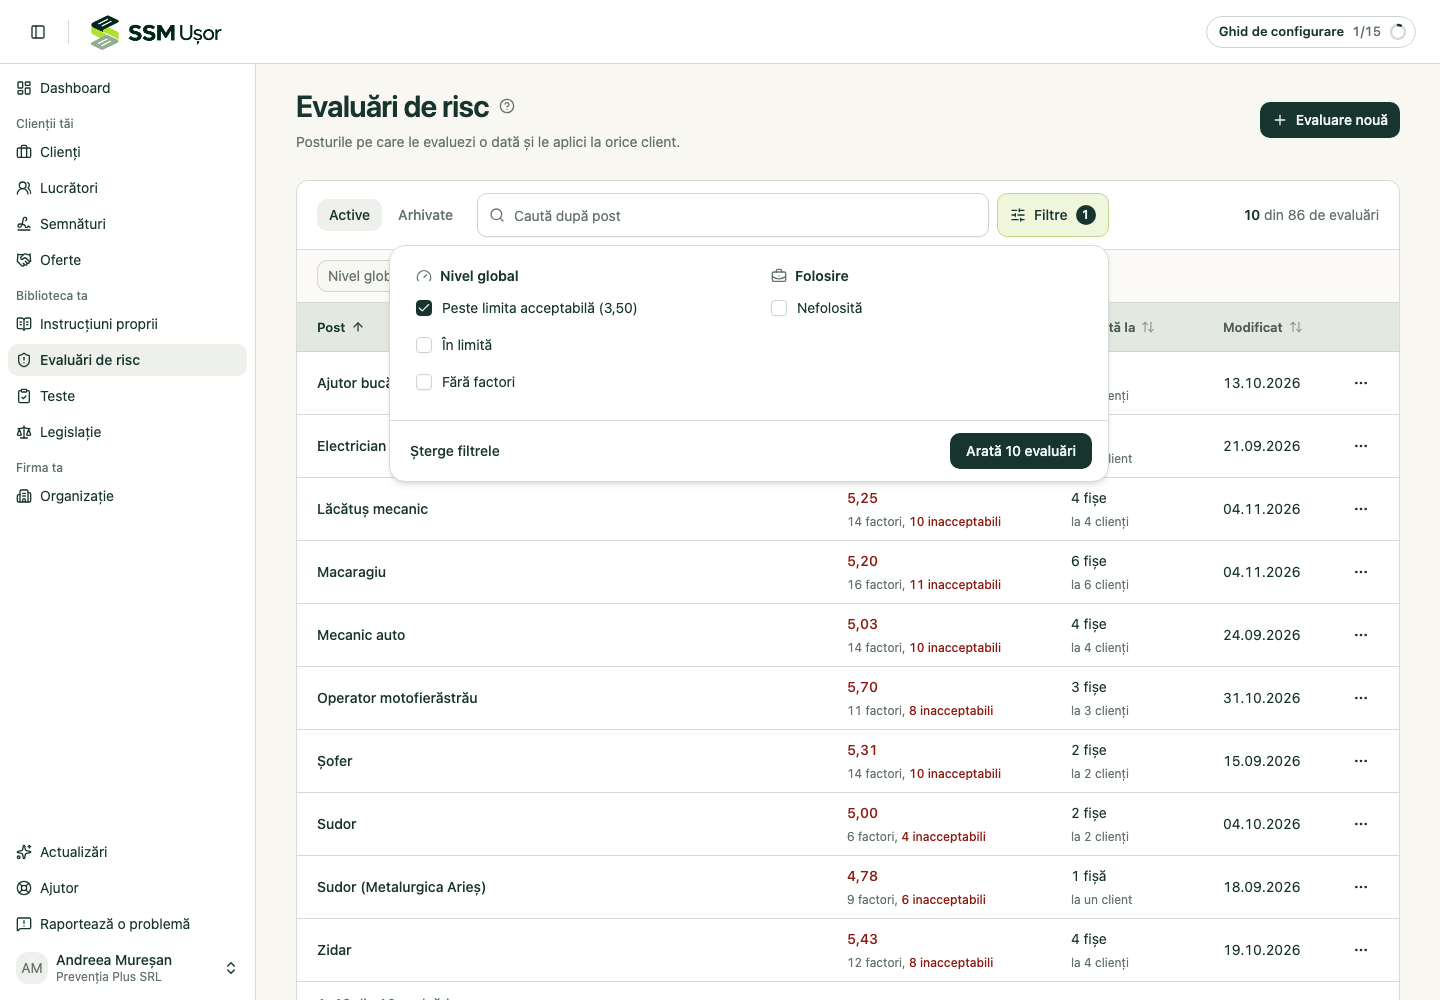 SSM Ușor
Ghid de configurare 1/15
Dashboard
Clienții tăi
Clienți
Lucrători
Semnături
Oferte
Biblioteca ta
Instrucțiuni proprii
Evaluări de risc
Teste
Legislație
Firma ta
Organizație
Actualizări
Ajutor
Raportează o problemă
AM
Andreea Mureșan
Prevenția Plus SRL
Evaluări de risc
Posturile pe care le evaluezi o dată și le aplici la orice client.
Evaluare nouă
Active
Arhivate
Caută după post
Filtre 1
10 din 86 de evaluări
Nivel glob
Nivel global
Peste limita acceptabilă (3,50)
În limită
Fără factori
Folosire
Nefolosită
Șterge filtrele
Arată 10 evaluări
Post
tă la
Modificat
Ajutor bucă
enți
13.10.2026
Electrician
lient
21.09.2026
Lăcătuș mecanic
5,25
14 factori, 10 inacceptabili
4 fișe
la 4 clienți
04.11.2026
Macaragiu
5,20
16 factori, 11 inacceptabili
6 fișe
la 6 clienți
04.11.2026
Mecanic auto
5,03
14 factori, 10 inacceptabili
4 fișe
la 4 clienți
24.09.2026
Operator motofierăstrău
5,70
11 factori, 8 inacceptabili
3 fișe
la 3 clienți
31.10.2026
Șofer
5,31
14 factori, 10 inacceptabili
2 fișe
la 2 clienți
15.09.2026
Sudor
5,00
6 factori, 4 inacceptabili
2 fișe
la 2 clienți
04.10.2026
Sudor (Metalurgica Arieș)
4,78
9 factori, 6 inacceptabili
1 fișă
la un client
18.09.2026
Zidar
5,43
12 factori, 8 inacceptabili
4 fișe
la 4 clienți
19.10.2026